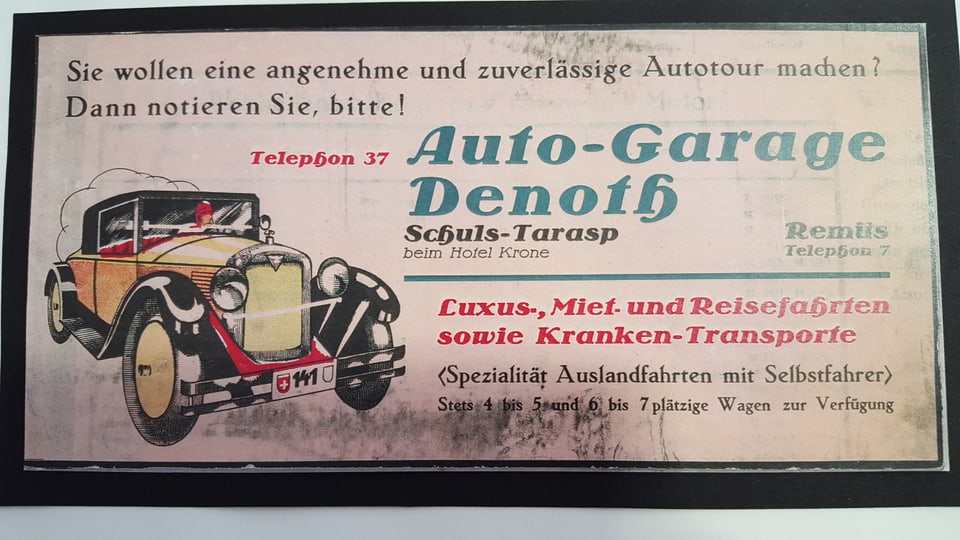 Sie wollen eine angenehme und zuverlässige Autotour machen?
Dann notieren Sie, bitte!
Telephon 37
Auto-Garage
Denoth
Schuls-Tarasp
beim Hotel Krone
Remüs
Telephon 7
Luxus-, Miet- und Reisefahrten
sowie Kranken-Transporte
(Spezialität Auslandfahrten mit Selbstfahrer)
Stets 4 bis 5 und 6 bis 7 plätzige Wagen zur Verfügung
141